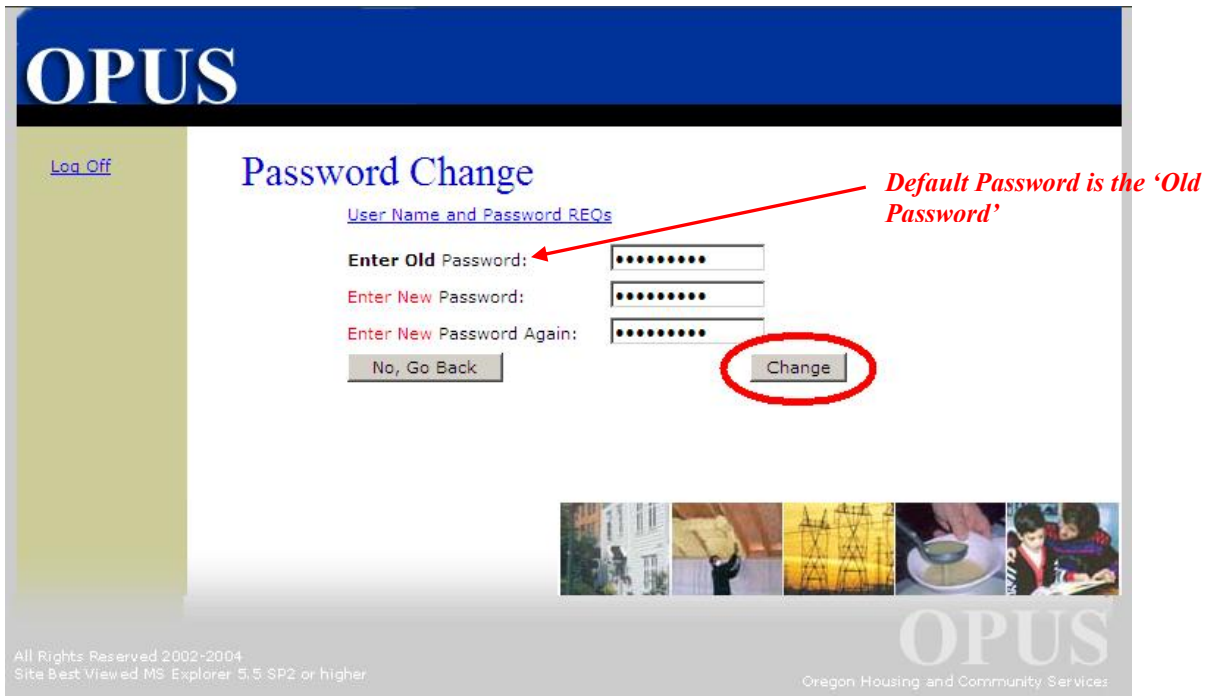 OPUS
Log Off
Password Change
Default Password is the ‘Old
Password’
User Name and Password REQs
Enter Old Password:
Enter New Password:
Enter New Password Again:
No, Go Back
Change
OPUS
All Rights Reserved 2002-2004
Site Best Viewed MS Explorer 5.5 SP2 or higher
Oregon Housing and Community Services